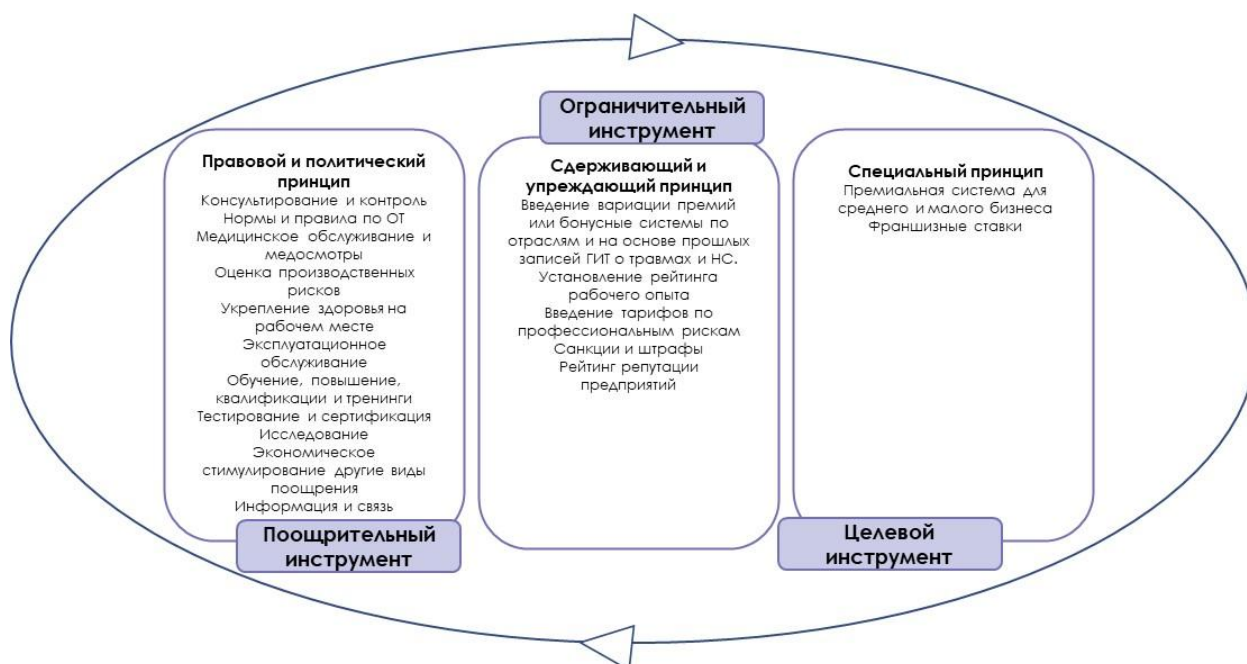 Ограничительный
инструмент
Правовой и политический
принцип
Консультирование и контроль
Нормы и правила по ОТ
Медицинское обслуживание и
медосмотры
Оценка производственных
рисков
Укрепление здоровья на
рабочем месте
Эксплуатационное
обслуживание
Обучение, повышение,
квалификации и тренинги
Тестирование и сертификация
Исследование
Экономическое
стимулирование другие виды
поощрения
Информация и связь
Поощрительный
инструмент
Сдерживающий и
упреждающий принцип
Введение вариации премий
или бонусные системы по
отраслям и на основе прошлых
записей ГИТ о травмах и НС.
Установление рейтинга
рабочего опыта
Введение тарифов по
профессиональным рискам
Санкции и штрафы
Рейтинг репутации
предприятий
Специальный принцип
Премиальная система для
среднего и малого бизнеса
Франшизные ставки
Целевой
инструмент